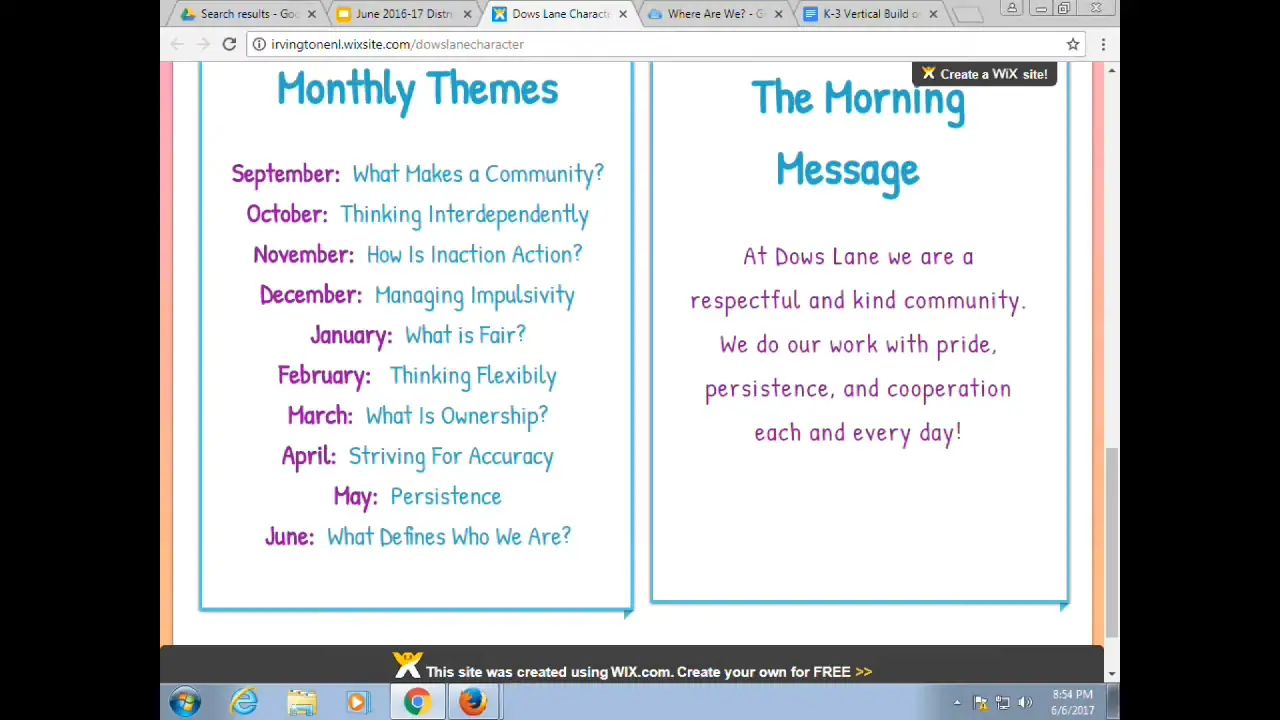 Search results - Goo
June 2016-17 Distri
Dows Lane Characte
Where Are We? - G
K-3 Vertical Build o
irvingtonenl.wixsite.com/dowslanecharacter
Create a WiX site!
Monthly Themes
September: What Makes a Community?
October: Thinking Interdependently
November: How Is Inaction Action?
December: Managing Impulsivity
January: What is Fair?
February: Thinking Flexibily
March: What Is Ownership?
April: Striving For Accuracy
May: Persistence
June: What Defines Who We Are?
The Morning
Message
At Dows Lane we are a
respectful and kind community.
We do our work with pride,
persistence, and cooperation
each and every day!
This site was created using WIX.com. Create your own for FREE >>
8:54 PM
6/6/2017